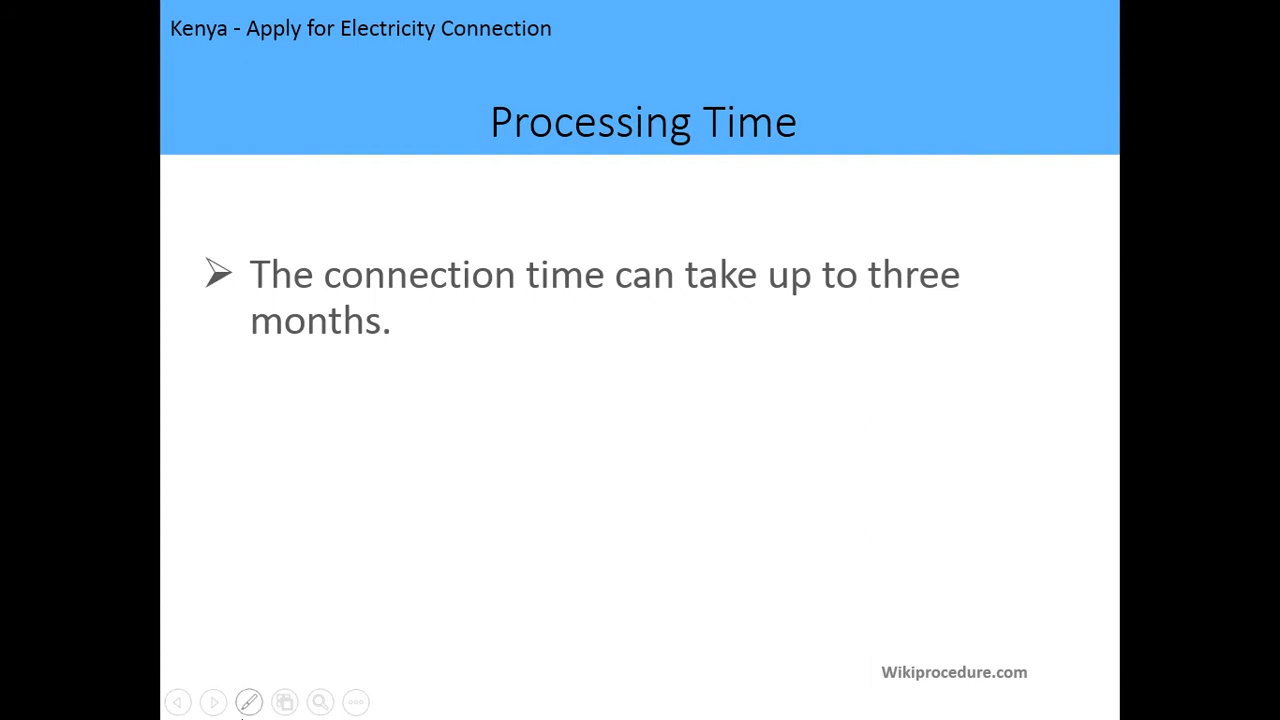 Kenya - Apply for Electricity Connection
Processing Time
The connection time can take up to three
months.
Wikiprocedure.com